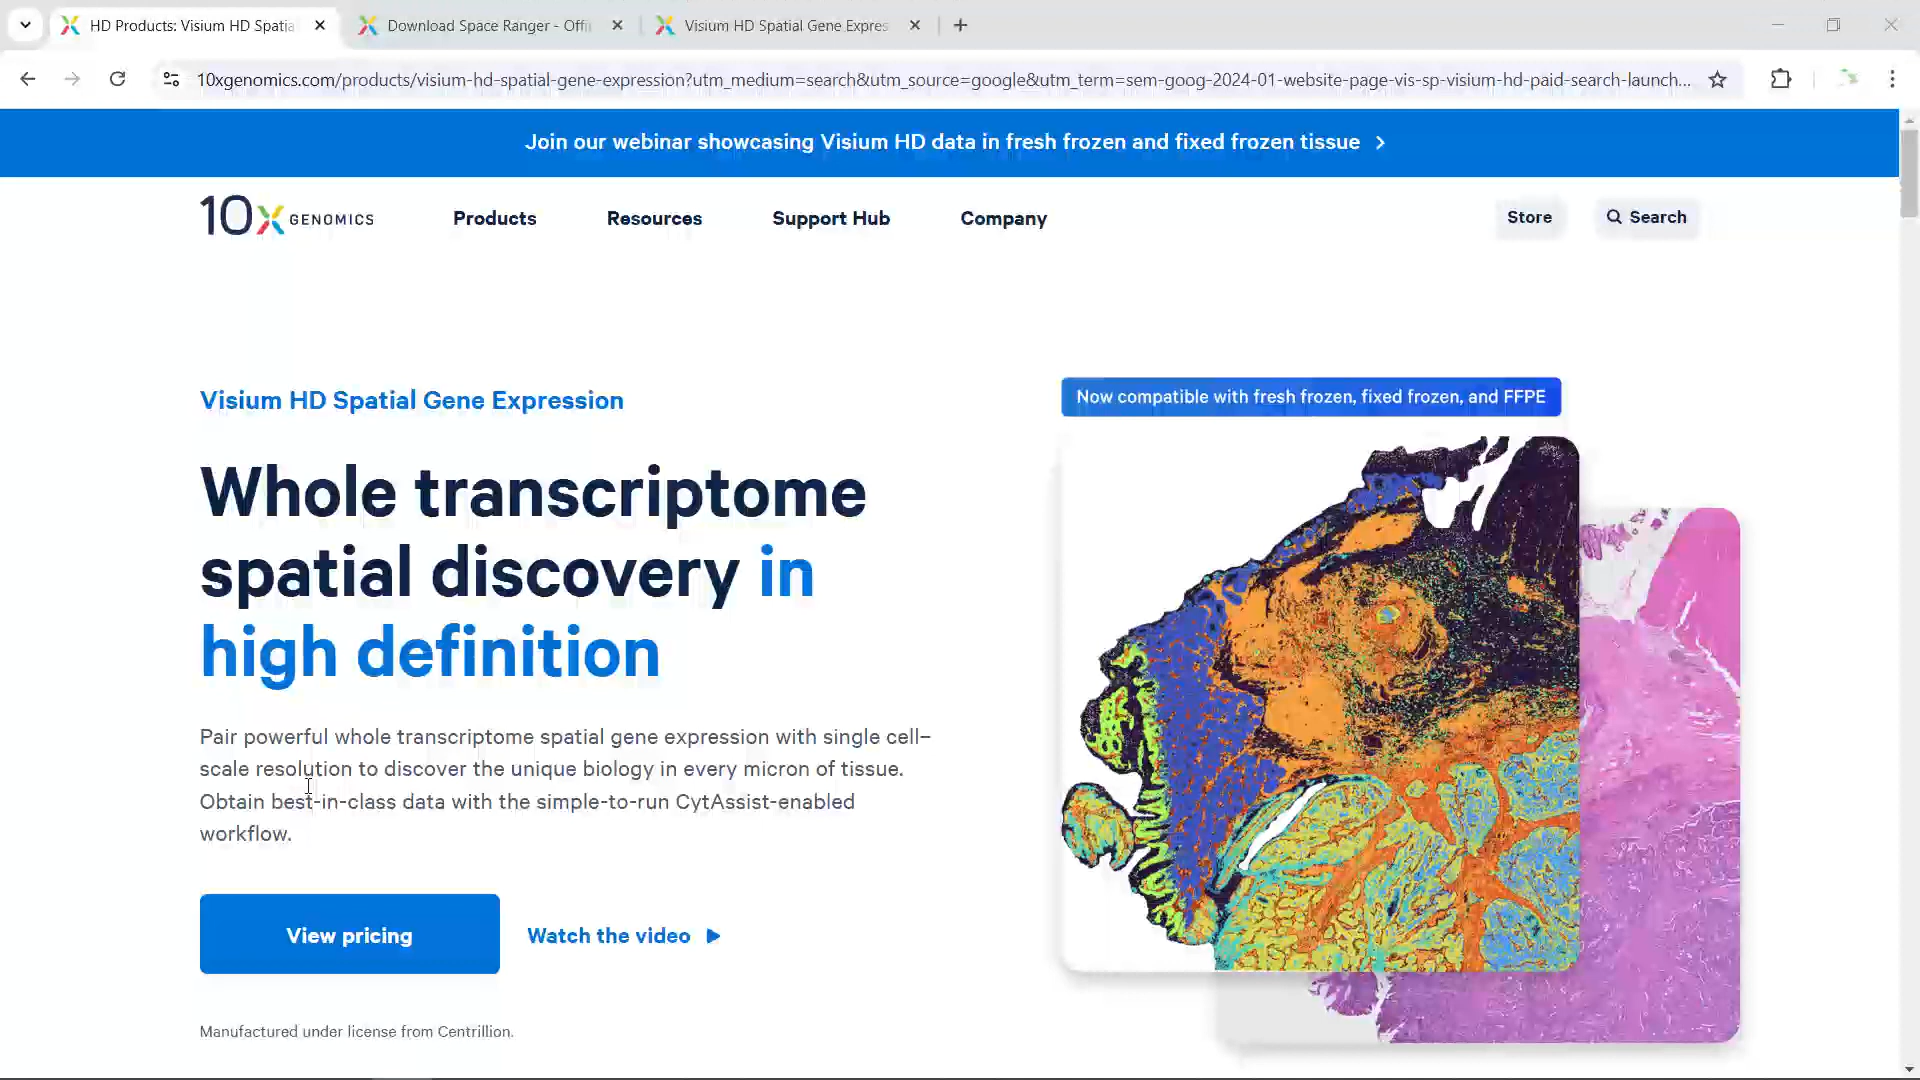 HD Products: Visium HD Spatia
Download Space Ranger - Offi
Visium HD Spatial Gene Expres
10xgenomics.com/products/visium-hd-spatial-gene-expression?utm_medium=search&utm_source=google&utm_term=sem-goog-2024-01-website-page-vis-sp-visium-hd-paid-search-launch...
Join our webinar showcasing Visium HD data in fresh frozen and fixed frozen tissue
10X GENOMICS
Products
Resources
Support Hub
Company
Store
Search
Visium HD Spatial Gene Expression
Whole transcriptome
spatial discovery in
high definition
Pair powerful whole transcriptome spatial gene expression with single cell–
scale resolution to discover the unique biology in every micron of tissue.
Obtain best-in-class data with the simple-to-run CytAssist-enabled
workflow.
View pricing
Watch the video
Manufactured under license from Centrillion.
Now compatible with fresh frozen, fixed frozen, and FFPE